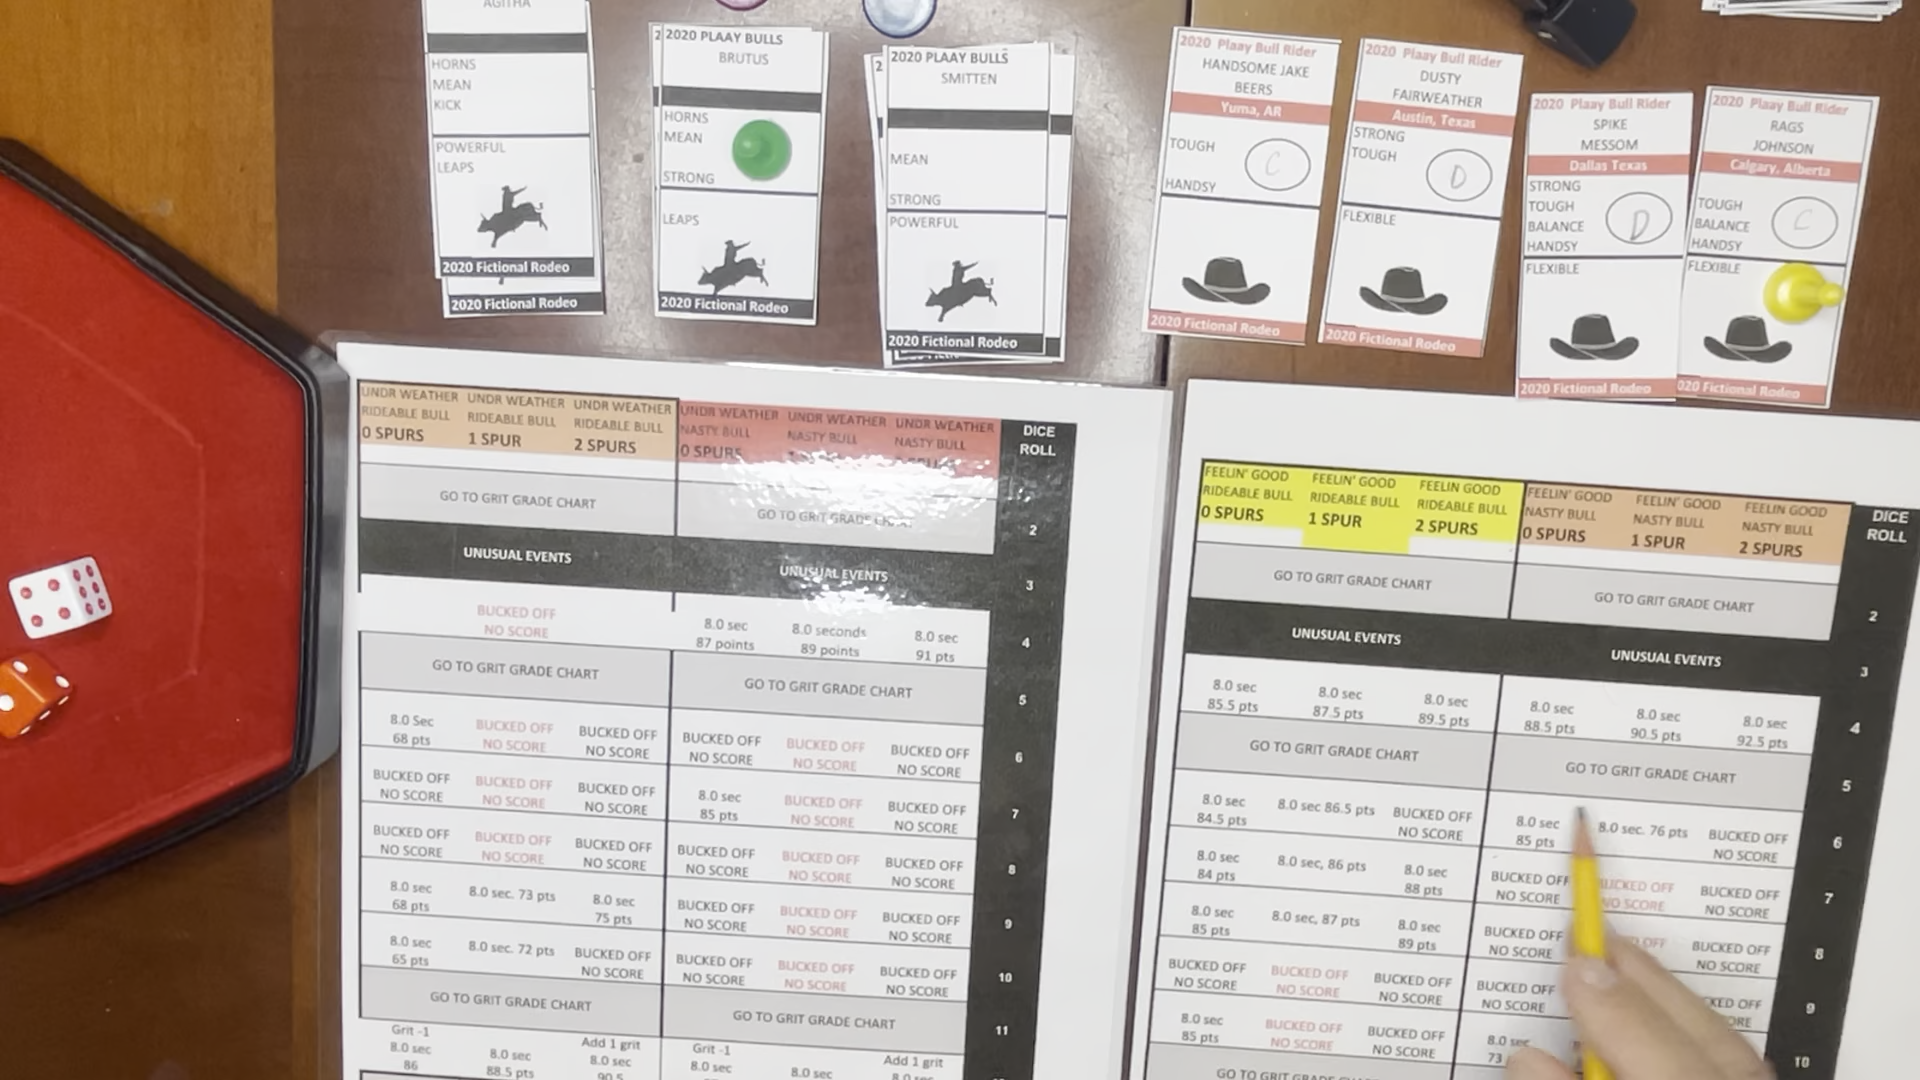 AGITHA
HORNS
MEAN
KICK
POWERFUL
LEAPS
2020 Fictional Rodeo
2020 Fictional Rodeo
2
2020 PLAAY BULLS
BRUTUS
HORNS
MEAN
STRONG
LEAPS
2020 Fictional Rodeo
2
2020 PLAAY BULLS
SMITTEN
MEAN
STRONG
POWERFUL
2020 Fictional Rodeo
2020 Plaay Bull Rider
HANDSOME JAKE
BEERS
Yuma, AR
TOUGH
C
HANDSY
2020 Fictional Rodeo
2020 Plaay Bull Rider
DUSTY
FAIRWEATHER
Austin, Texas
STRONG
TOUGH
D
FLEXIBLE
2020 Fictional Rodeo
2020 Plaay Bull Rider
SPIKE
MESSOM
Dallas Texas
STRONG
TOUGH
BALANCE
HANDSY
D
FLEXIBLE
2020 Fictional Rodeo
2020 Plaay Bull Rider
RAGS
JOHNSON
Calgary, Alberta
TOUGH
BALANCE
HANDSY
C
FLEXIBLE
2020 Fictional Rodeo
UNDR WEATHER UNDR WEATHER UNDR WEATHER UNDR WEATHER UNDR WEATHER UNDR WEATHER DICE
RIDEABLE BULL RIDEABLE BULL RIDEABLE BULL NASTY BULL NASTY BULL NASTY BULL ROLL
0 SPURS 1 SPUR 2 SPURS 0 SPURS
GO TO GRIT GRADE CHART GO TO GRIT GRADE CHART 2
UNUSUAL EVENTS UNUSUAL EVENTS 3
BUCKED OFF 8.0 sec 8.0 seconds 8.0 sec 4
NO SCORE 87 points 89 points 91 pts
GO TO GRIT GRADE CHART GO TO GRIT GRADE CHART 5
8.0 Sec BUCKED OFF BUCKED OFF BUCKED OFF BUCKED OFF BUCKED OFF 6
68 pts NO SCORE NO SCORE NO SCORE NO SCORE NO SCORE
BUCKED OFF BUCKED OFF BUCKED OFF 8.0 sec BUCKED OFF BUCKED OFF 7
NO SCORE NO SCORE NO SCORE 85 pts NO SCORE NO SCORE
BUCKED OFF BUCKED OFF BUCKED OFF BUCKED OFF BUCKED OFF BUCKED OFF 8
NO SCORE NO SCORE NO SCORE NO SCORE NO SCORE NO SCORE
8.0 sec 8.0 sec. 73 pts 8.0 sec BUCKED OFF BUCKED OFF BUCKED OFF 9
68 pts 75 pts NO SCORE NO SCORE NO SCORE
8.0 sec 8.0 sec. 72 pts BUCKED OFF BUCKED OFF BUCKED OFF BUCKED OFF 10
65 pts NO SCORE NO SCORE NO SCORE NO SCORE
GO TO GRIT GRADE CHART GO TO GRIT GRADE CHART 11
Grit -1 Add 1 grit Grit -1 Add 1 grit
8.0 sec 8.0 sec 8.0 sec 8.0 sec 8.0 sec 8.0 sec
86 88.5 pts 90.5
FEELIN' GOOD FEELIN' GOOD FEELIN GOOD FEELIN' GOOD FEELIN' GOOD FEELIN GOOD DICE
RIDEABLE BULL RIDEABLE BULL RIDEABLE BULL NASTY BULL NASTY BULL NASTY BULL ROLL
0 SPURS 1 SPUR 2 SPURS 0 SPURS 1 SPUR 2 SPURS
GO TO GRIT GRADE CHART GO TO GRIT GRADE CHART 2
UNUSUAL EVENTS UNUSUAL EVENTS 3
8.0 sec 8.0 sec 8.0 sec 8.0 sec 8.0 sec 8.0 sec 4
85.5 pts 87.5 pts 89.5 pts 88.5 pts 90.5 pts 92.5 pts
GO TO GRIT GRADE CHART GO TO GRIT GRADE CHART 5
8.0 sec 8.0 sec 86.5 pts BUCKED OFF 8.0 sec 8.0 sec. 76 pts BUCKED OFF 6
84.5 pts NO SCORE 85 pts NO SCORE
8.0 sec 8.0 sec, 86 pts 8.0 sec BUCKED OFF BUCKED OFF BUCKED OFF 7
84 pts 88 pts NO SCORE NO SCORE NO SCORE
8.0 sec 8.0 sec, 87 pts 8.0 sec BUCKED OFF OFF BUCKED OFF 8
85 pts 89 pts NO SCORE NO SCORE
BUCKED OFF BUCKED OFF BUCKED OFF BUCKED OFF 9
NO SCORE NO SCORE NO SCORE NO SCORE
8.0 sec BUCKED OFF BUCKED OFF 8.0 sec 10
85 pts NO SCORE NO SCORE 73
GO TO GRIT GRADE CHART